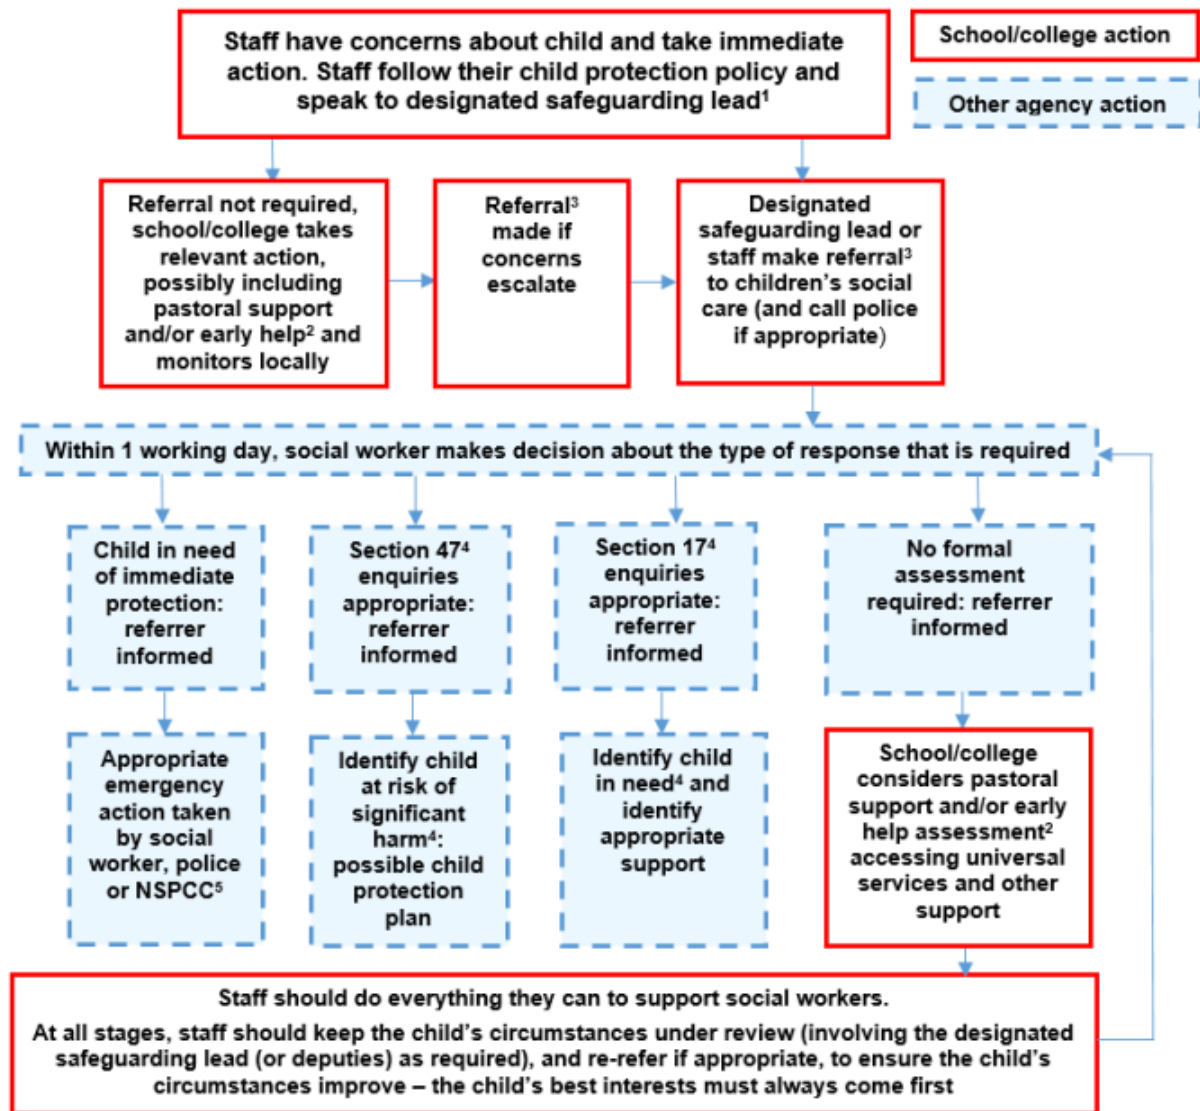 Staff have concerns about child and take immediate
action. Staff follow their child protection policy and
speak to designated safeguarding lead¹
School/college action
Other agency action
Referral not required,
school/college takes
relevant action,
possibly including
pastoral support
and/or early help² and
monitors locally
Referral³
made if
concerns
escalate
Designated
safeguarding lead or
staff make referral³
to children’s social
care (and call police
if appropriate)
Within 1 working day, social worker makes decision about the type of response that is required
Child in need
of immediate
protection:
referrer
informed
Section 47⁴
enquiries
appropriate:
referrer
informed
Section 17⁴
enquiries
appropriate:
referrer
informed
No formal
assessment
required: referrer
informed
Appropriate
emergency
action taken
by social
worker, police
or NSPCC⁵
Identify child
at risk of
significant
harm⁴:
possible child
protection
plan
Identify child
in need⁴ and
identify
appropriate
support
School/college
considers pastoral
support and/or early
help assessment²
accessing universal
services and other
support
Staff should do everything they can to support social workers.
At all stages, staff should keep the child’s circumstances under review (involving the designated
safeguarding lead (or deputies) as required), and re-refer if appropriate, to ensure the child’s
circumstances improve – the child’s best interests must always come first